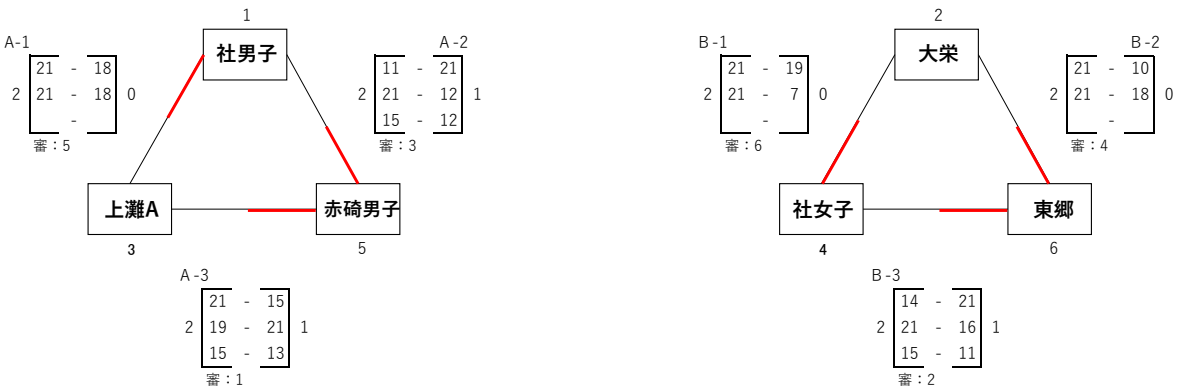 1
社男子
A-1
21 - 18
2 21 - 18 0
-
審：5
A-2
11 - 21
2 21 - 12 1
15 - 12
審：3
上灘A
3
赤碕男子
5
A-3
21 - 15
2 19 - 21 1
15 - 13
審：1
2
大栄
B-1
21 - 19
2 21 - 7 0
-
審：6
B-2
21 - 10
2 21 - 18 0
-
審：4
社女子
4
東郷
6
B-3
14 - 21
2 21 - 16 1
15 - 11
審：2